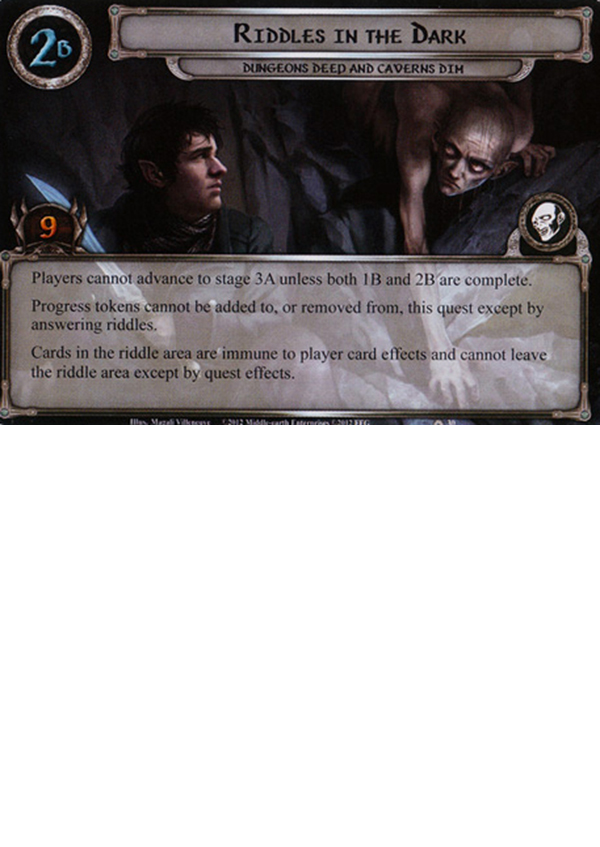 2B
RIDDLES IN THE DARK
DUNGEONS DEEP AND CAVERNS DIM
9
Players cannot advance to stage 3A unless both 1B and 2B are complete.
Progress tokens cannot be added to, or removed from, this quest except by
answering riddles.
Cards in the riddle area are immune to player card effects and cannot leave
the riddle area except by quest effects.
Illus. Magali Villeneuve ©2012 Middle-earth Enterprises ©2012 FFG